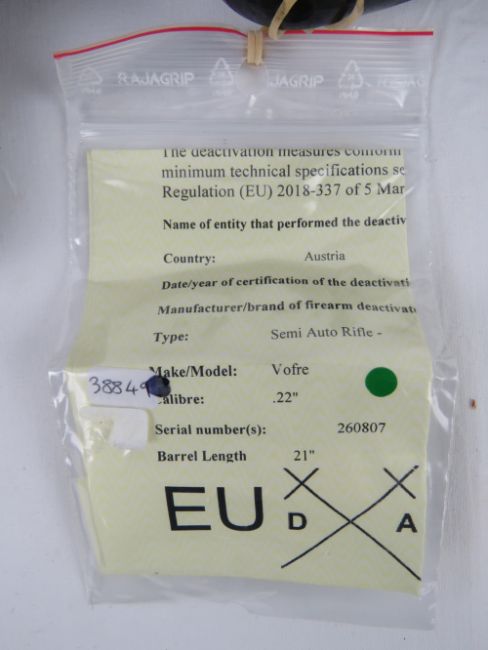 RAJAGRIP JAGRIP
The deactivation measures conform
minimum technical specifications se
Regulation (EU) 2018-337 of 5 Mar
Name of entity that performed the deactiv
Country: Austria
Date/year of certification of the deactivati
Manufacturer/brand of firearm deactivat
Type: Semi Auto Rifle -
Make/Model: Vofre
38849
alibre: .22"
Serial number(s): 260807
Barrel Length 21"
EU D A